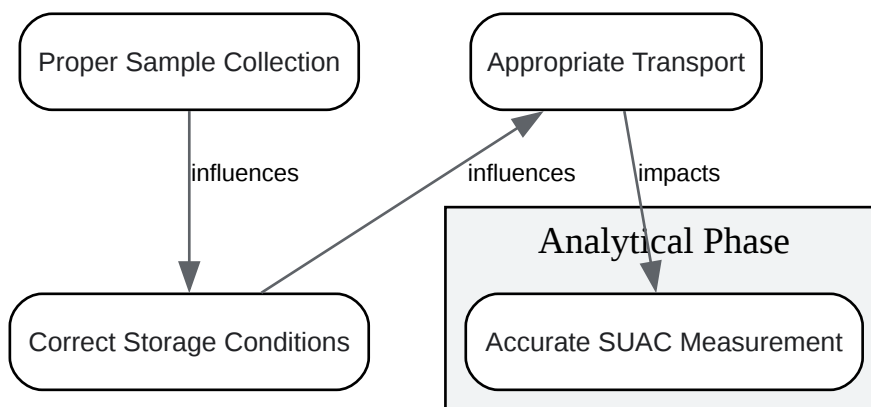 Proper Sample Collection
Appropriate Transport
influences
influences
impacts
Analytical Phase
Correct Storage Conditions
Accurate SUAC Measurement